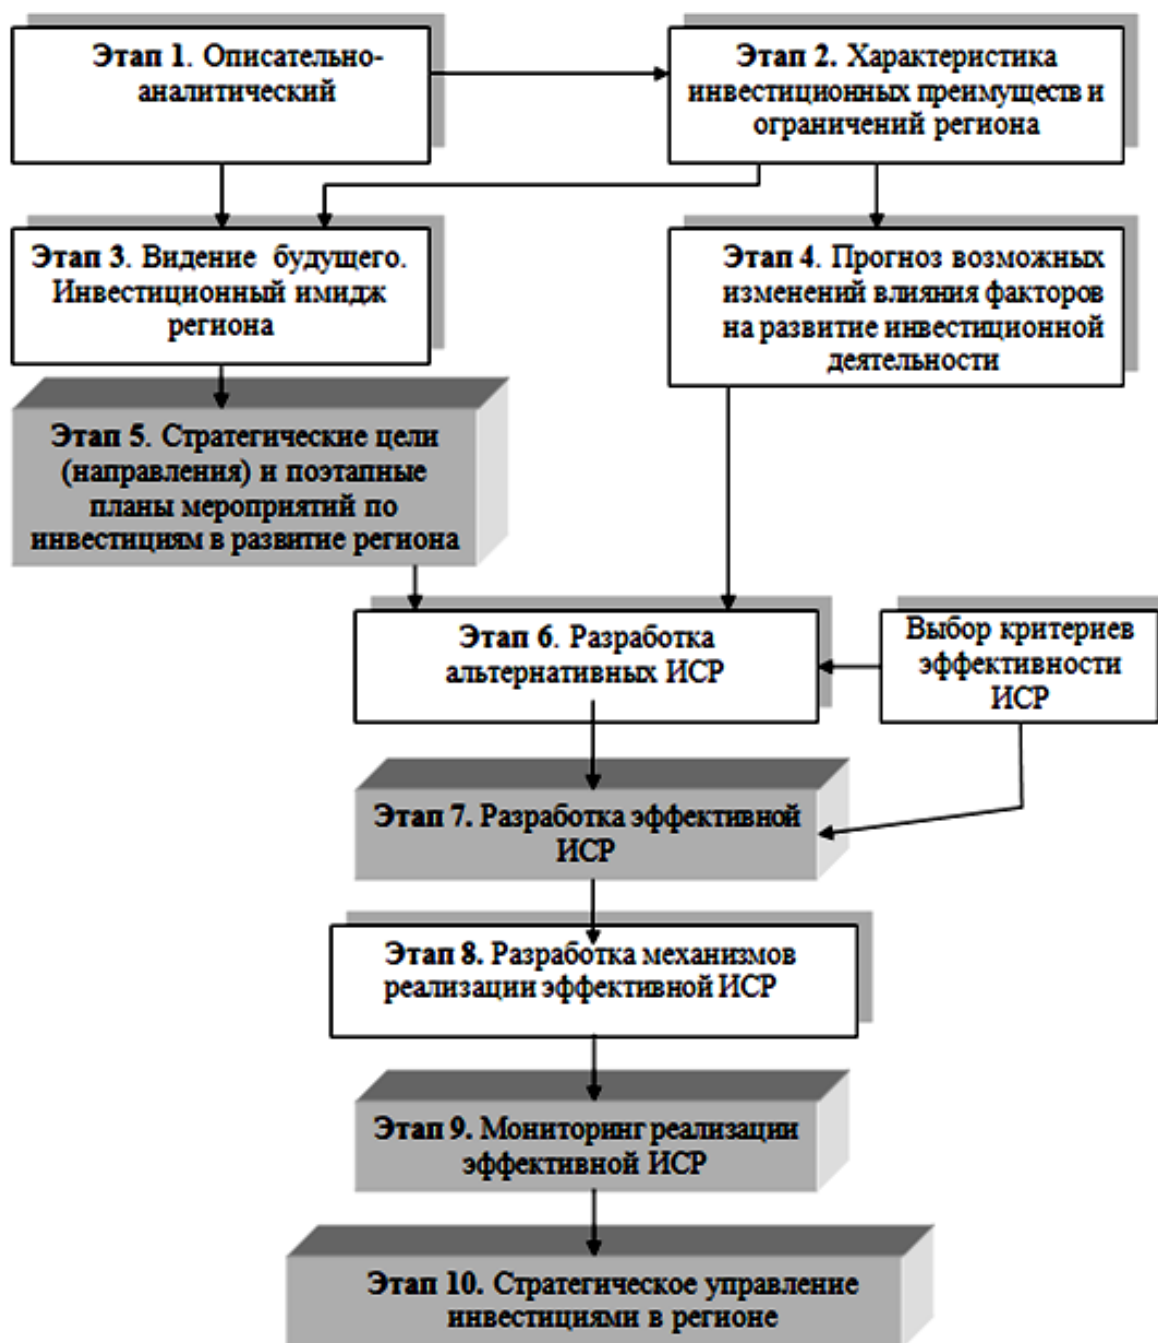 Этап 1. Описательно-
аналитический
Этап 2. Характеристика
инвестиционных преимуществ и
ограничений региона
Этап 3. Видение будущего.
Инвестиционный имидж
региона
Этап 4. Прогноз возможных
изменений влияния факторов
на развитие инвестиционной
деятельности
Этап 5. Стратегические цели
(направления) и поэтапные
планы мероприятий по
инвестициям в развитие региона
Этап 6. Разработка
альтернативных ИСР
Выбор критериев
эффективности
ИСР
Этап 7. Разработка эффективной
ИСР
Этап 8. Разработка механизмов
реализации эффективной ИСР
Этап 9. Мониторинг реализации
эффективной ИСР
Этап 10. Стратегическое управление
инвестициями в регионе